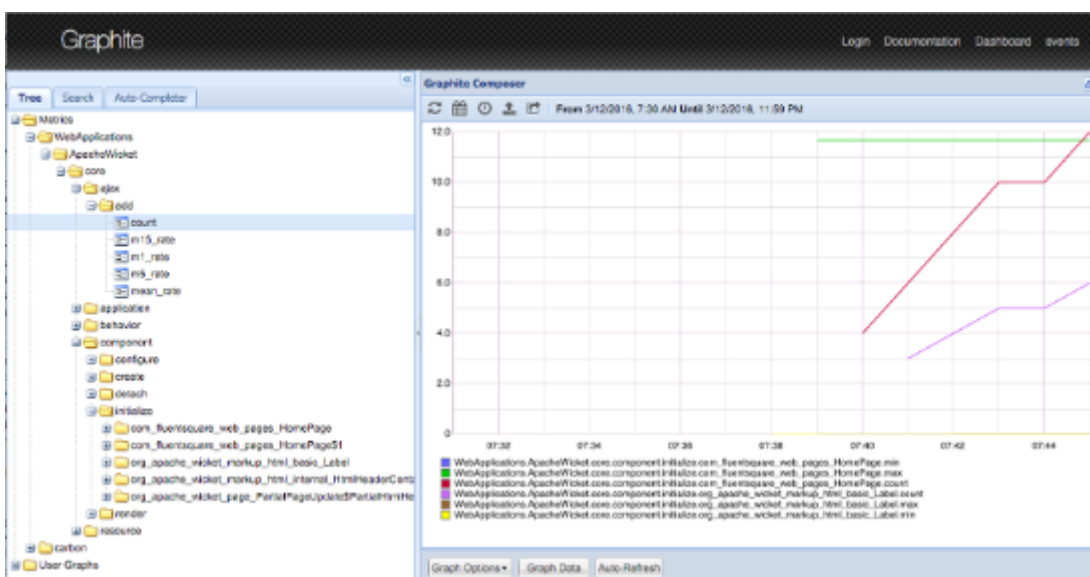 Graphite
Login Documentation Dashboard events
Tree Search Auto-Completer
Metrics
WebApplications
ApacheWicket
core
ajax
add
count
m15_rate
m1_rate
m5_rate
mean_rate
application
behavior
component
configure
create
detach
initialize
com_fluentsquare_web_pages_HomePage
com_fluentsquare_web_pages_HomePage$1
org_apache_wicket_markup_html_basic_Label
org_apache_wicket_markup_html_internal_HtmlHeaderConta
org_apache_wicket_page_PartialPageUpdate$PartialHtmlHe
render
resource
carbon
User Graphs
Graphite Composer
From 3/12/2016, 7:30 AM Until 3/12/2016, 11:59 PM
12.0
10.0
8.0
6.0
4.0
2.0
0
07:32 07:34 07:36 07:38 07:40 07:42 07:44
WebApplications.ApacheWicket.core.component.initialize.com_fluentsquare_web_pages_HomePage.min
WebApplications.ApacheWicket.core.component.initialize.com_fluentsquare_web_pages_HomePage.max
WebApplications.ApacheWicket.core.component.initialize.com_fluentsquare_web_pages_HomePage.count
WebApplications.ApacheWicket.core.component.initialize.org_apache_wicket_markup_html_basic_Label.count
WebApplications.ApacheWicket.core.component.initialize.org_apache_wicket_markup_html_basic_Label.max
WebApplications.ApacheWicket.core.component.initialize.org_apache_wicket_markup_html_basic_Label.min
Graph Options Graph Data Auto-Refresh